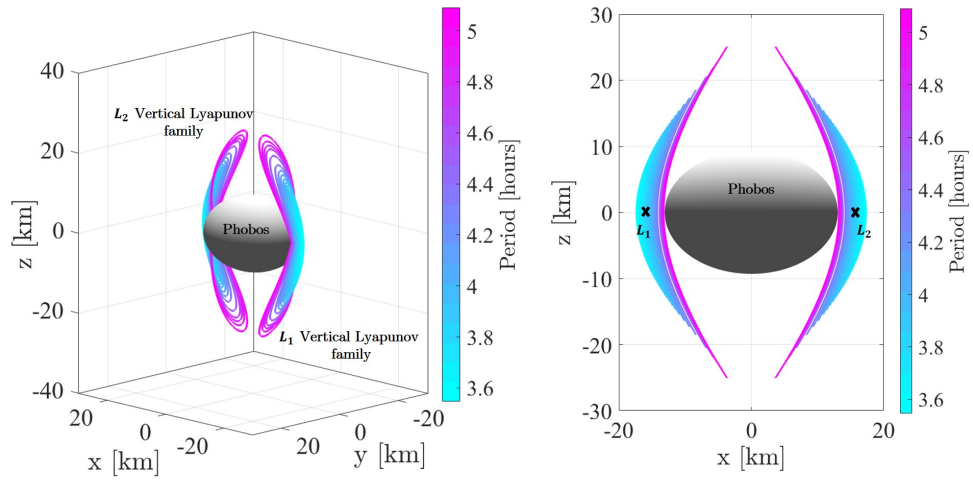 40
20
0
-20
-40
z [km]
L2 Vertical Lyapunov
family
Phobos
L1 Vertical Lyapunov
family
20
0
-20
x [km]
20
0
-20
y [km]
5
4.8
4.6
4.4
4.2
4
3.8
3.6
Period [hours]
30
20
10
0
-10
-20
-30
z [km]
Phobos
L1
L2
-20
0
20
x [km]
5
4.8
4.6
4.4
4.2
4
3.8
3.6
Period [hours]